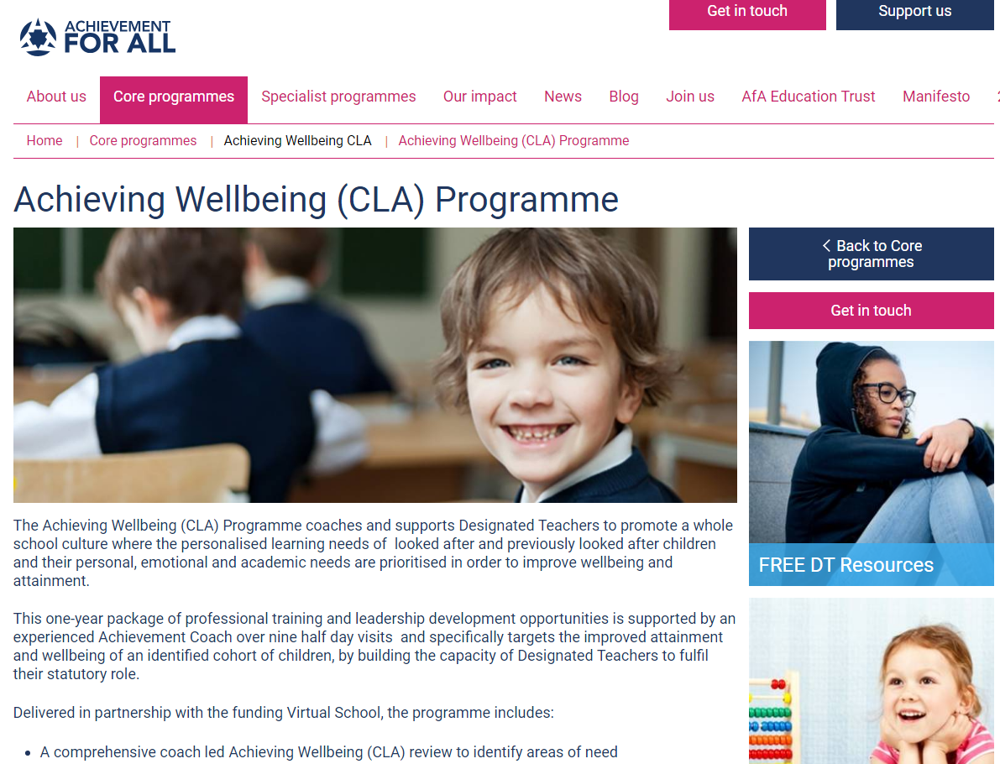 Get in touch
Support us
ACHIEVEMENT
FOR ALL
About us
Core programmes
Specialist programmes
Our impact
News
Blog
Join us
AfA Education Trust
Manifesto
Home | Core programmes | Achieving Wellbeing CLA | Achieving Wellbeing (CLA) Programme
Achieving Wellbeing (CLA) Programme
The Achieving Wellbeing (CLA) Programme coaches and supports Designated Teachers to promote a whole
school culture where the personalised learning needs of  looked after and previously looked after children
and their personal, emotional and academic needs are prioritised in order to improve wellbeing and
attainment.
This one-year package of professional training and leadership development opportunities is supported by an
experienced Achievement Coach over nine half day visits  and specifically targets the improved attainment
and wellbeing of an identified cohort of children, by building the capacity of Designated Teachers to fulfil
their statutory role.
Delivered in partnership with the funding Virtual School, the programme includes:
• A comprehensive coach led Achieving Wellbeing (CLA) review to identify areas of need
Back to Core
programmes
Get in touch
FREE DT Resources